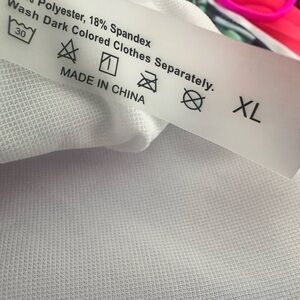 Polyester, 18% Spandex
Wash Dark Colored Clothes Separately.
30
MADE IN CHINA
XL